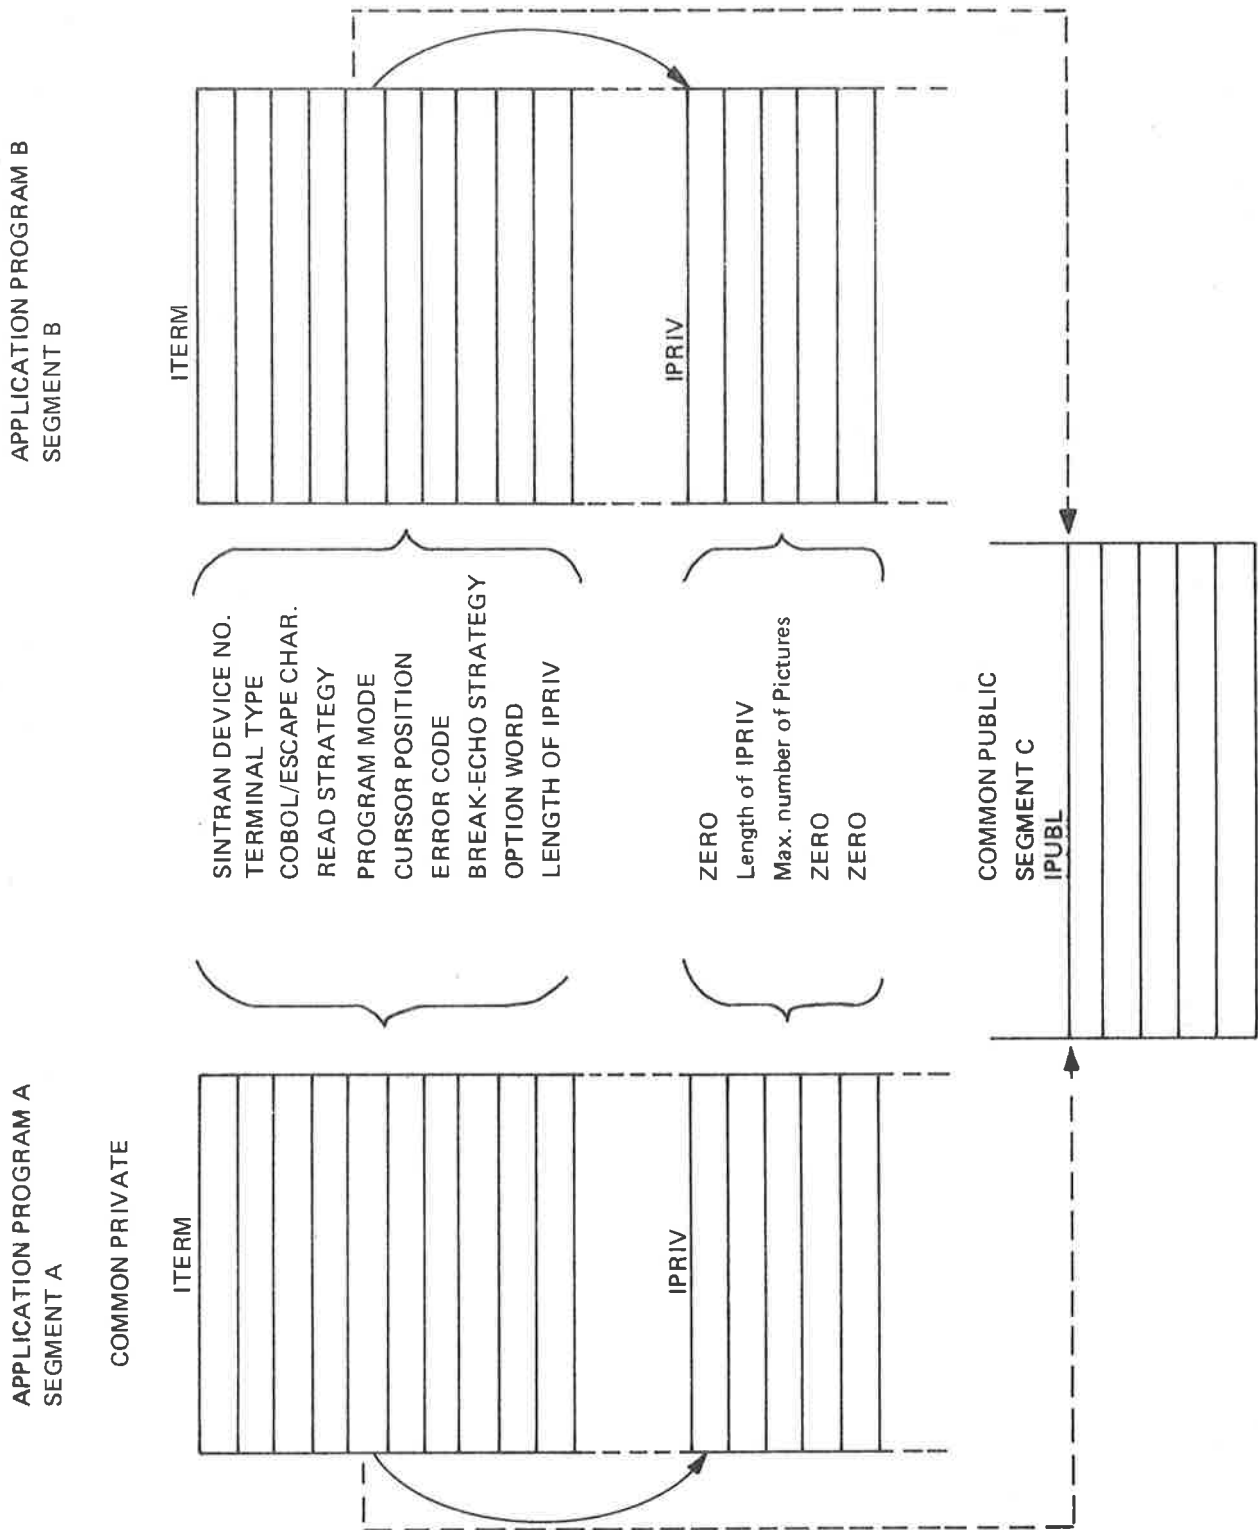 APPLICATION PROGRAM A
SEGMENT A
COMMON PRIVATE
ITERM
IPRIV
SINTRAN DEVICE NO.
TERMINAL TYPE
COBOL/ESCAPE CHAR.
READ STRATEGY
PROGRAM MODE
CURSOR POSITION
ERROR CODE
BREAK-ECHO STRATEGY
OPTION WORD
LENGTH OF IPRIV
ZERO
Length of IPRIV
Max. number of Pictures
ZERO
ZERO
COMMON PUBLIC
SEGMENT C
IPUBL
APPLICATION PROGRAM B
SEGMENT B
ITERM
IPRIV